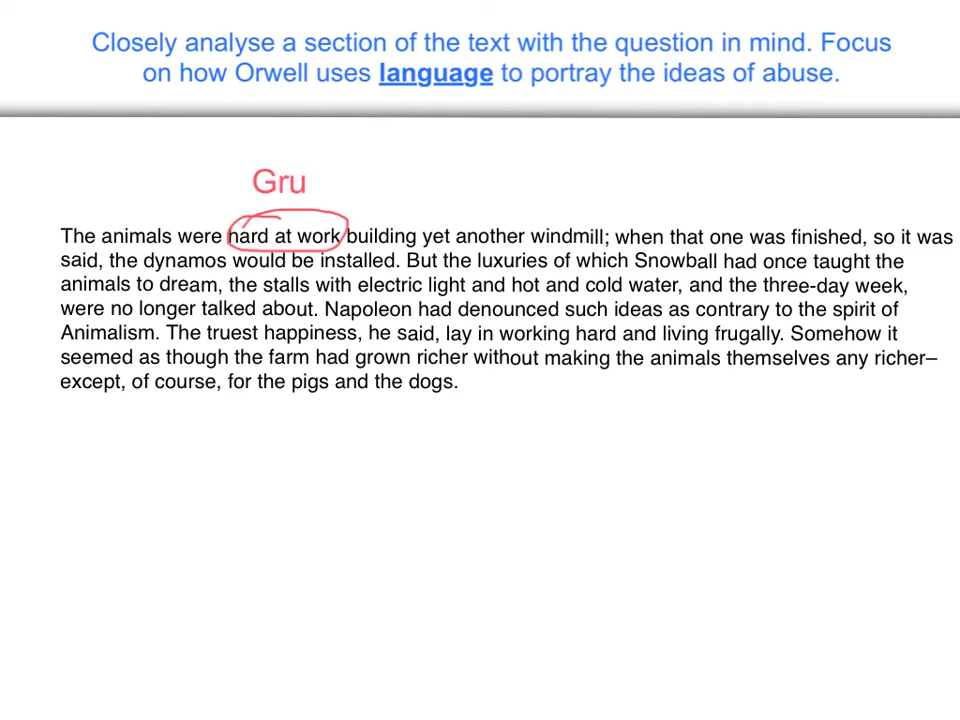 Closely analyse a section of the text with the question in mind. Focus
on how Orwell uses language to portray the ideas of abuse.
Gru
The animals were hard at work building yet another windmill; when that one was finished, so it was
said, the dynamos would be installed. But the luxuries of which Snowball had once taught the
animals to dream, the stalls with electric light and hot and cold water, and the three-day week,
were no longer talked about. Napoleon had denounced such ideas as contrary to the spirit of
Animalism. The truest happiness, he said, lay in working hard and living frugally. Somehow it
seemed as though the farm had grown richer without making the animals themselves any richer–
except, of course, for the pigs and the dogs.